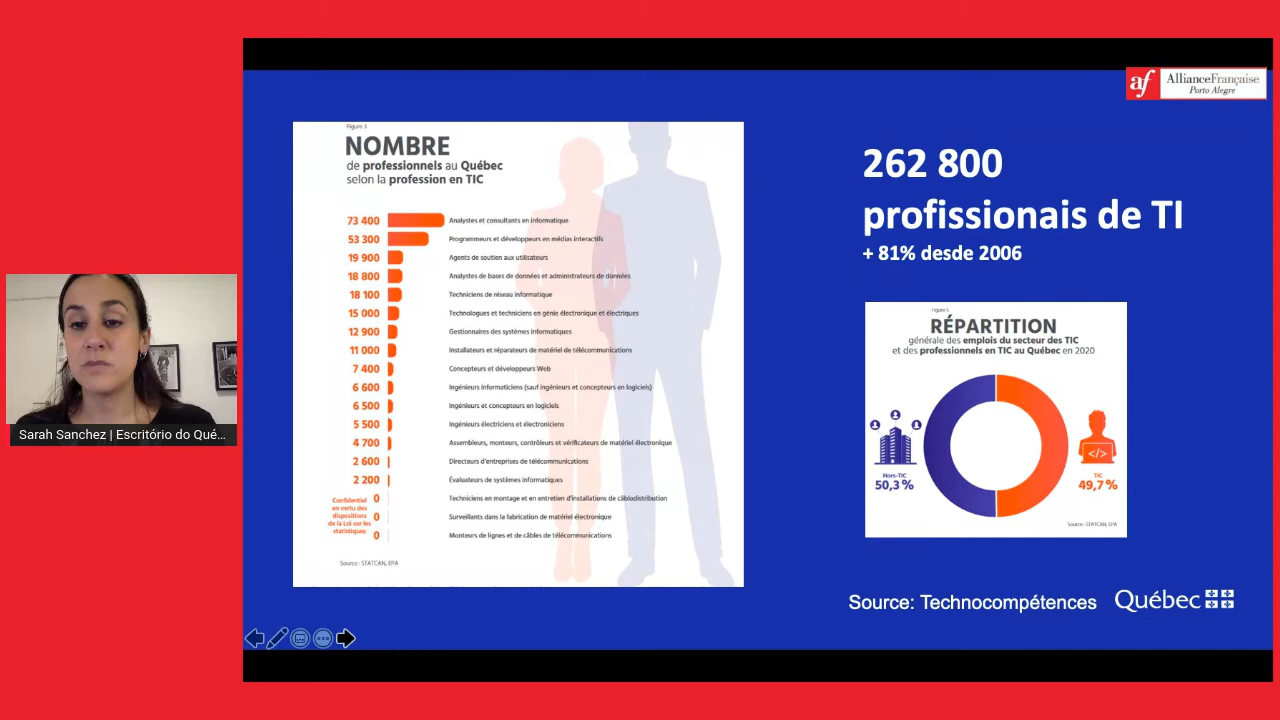 af AllianceFrançaise
Porto Alegre
Figure 3
NOMBRE
de professionnels au Québec
selon la profession en TIC
73 400 Analystes et consultants en informatique
53 300 Programmeurs et développeurs en médias interactifs
19 900 Agents de soutien aux utilisateurs
18 800 Analystes de bases de données et administrateurs de données
18 100 Techniciens de réseau informatique
15 000 Technologues et techniciens en génie électronique et électriques
12 900 Gestionnaires des systèmes informatiques
11 000 Installateurs et réparateurs de matériel de télécommunications
7 400 Concepteurs et développeurs Web
6 600 Ingénieurs informaticiens (sauf ingénieurs et concepteurs en logiciels)
6 500 Ingénieurs et concepteurs en logiciels
5 500 Ingénieurs électriciens et électroniciens
4 700 Assembleurs, monteurs, contrôleurs et vérificateurs de matériel électronique
2 600 Directeurs d'entreprises de télécommunications
2 200 Évaluateurs de systèmes informatiques
0 Techniciens en montage et en entretien d'installations de câblodistribution
0 Surveillants dans la fabrication de matériel électronique
0 Monteurs de lignes et de câbles de télécommunications
Confidentiel
en vertu des
dispositions
de la Loi sur les
statistiques
Source : STATCAN, EPA
262 800
profissionais de TI
+ 81% desde 2006
Figure 5
RÉPARTITION
générale des emplois du secteur des TIC
et des professionnels en TIC au Québec en 2020
Hors-TIC
50,3 %
</>
TIC
49,7 %
Source: STATCAN, EPA
Source: Technocompétences
Québec
Sarah Sanchez | Escritório do Qué...